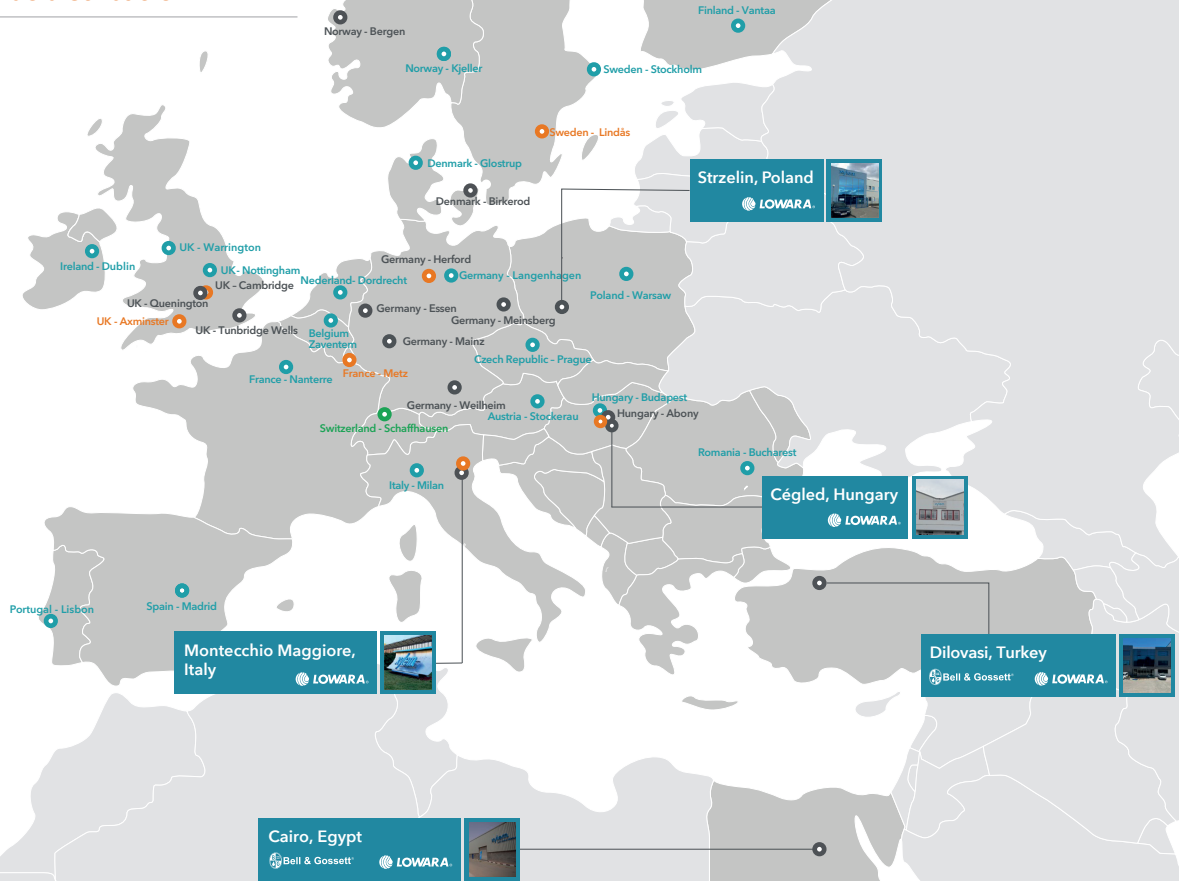 Finland - Vantaa
Norway - Bergen
Norway - Kjeller
Sweden - Stockholm
Sweden - Lindås
Denmark - Glostrup
Strzelin, Poland
LOWARA
Denmark - Birkerod
UK - Warrington
Ireland - Dublin
UK - Nottingham
Germany - Herford
Germany - Langenhagen
Nederland- Dordrecht
UK - Cambridge
Poland - Warsaw
UK - Quenington
Germany - Essen
Germany - Meinsberg
UK - Axminster
UK - Tunbridge Wells
Belgium
Zaventem
Germany - Mainz
Czech Republic - Prague
France - Nanterre
France - Metz
Germany - Weilheim
Hungary - Budapest
Austria - Stockerau
Hungary - Abony
Switzerland - Schaffhausen
Romania - Bucharest
Italy - Milan
Cégled, Hungary
LOWARA
Portugal - Lisbon
Spain - Madrid
Montecchio Maggiore,
Italy
LOWARA
Dilovasi, Turkey
Bell & Gossett
LOWARA
Cairo, Egypt
Bell & Gossett
LOWARA